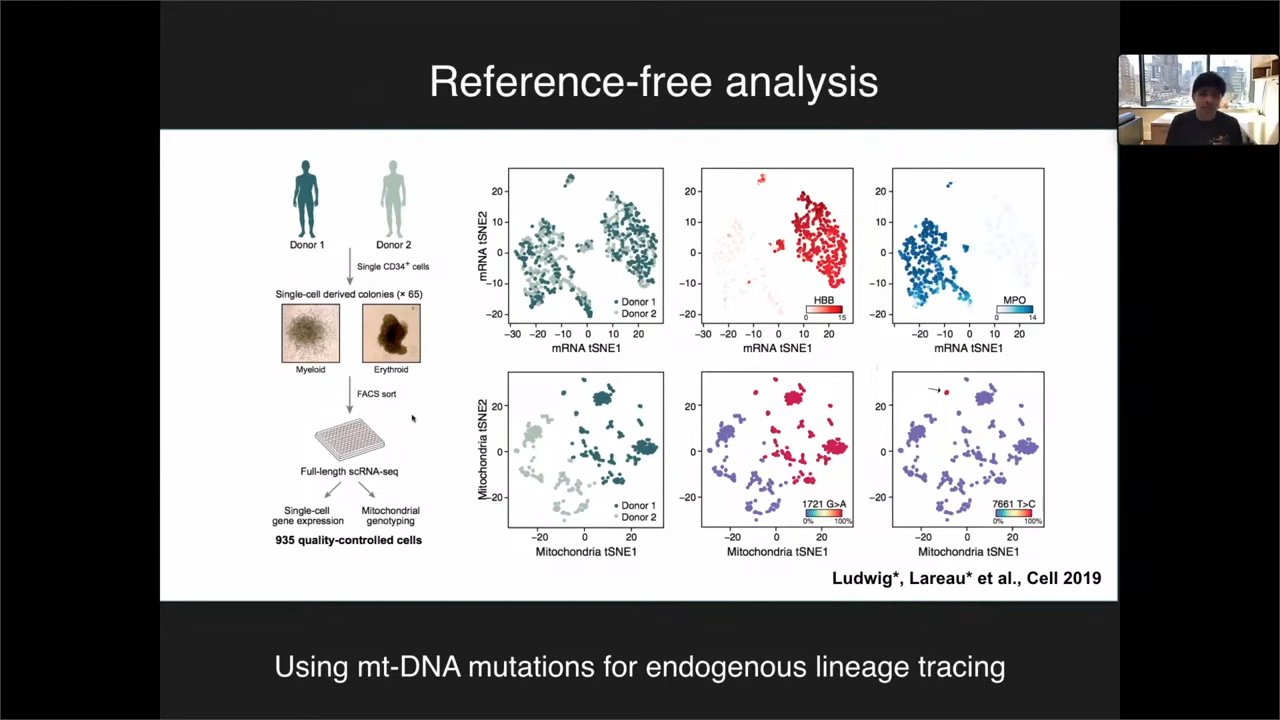 Reference-free analysis
Donor 1
Donor 2
Single CD34+ cells
Single-cell derived colonies (× 65)
Myeloid
Erythroid
FACS sort
Full-length scRNA-seq
Single-cell
gene expression
Mitochondrial
genotyping
935 quality-controlled cells
mRNA tSNE2
20
10
0
−10
−20
Donor 1
Donor 2
−30 −20 −10 0 10 20
mRNA tSNE1
20
10
0
−10
−20
HBB
0 15
−20 −10 0 10 20
mRNA tSNE1
20
10
0
−10
−20
MPO
0 14
−20 −10 0 10 20
mRNA tSNE1
Mitochondria tSNE2
20
0
−20
Donor 1
Donor 2
−20 0 20
Mitochondria tSNE1
20
0
−20
1721 G>A
0% 100%
−20 0 20
Mitochondria tSNE1
20
0
−20
7661 T>C
0% 100%
−20 0 20
Mitochondria tSNE1
Ludwig*, Lareau* et al., Cell 2019
Using mt-DNA mutations for endogenous lineage tracing